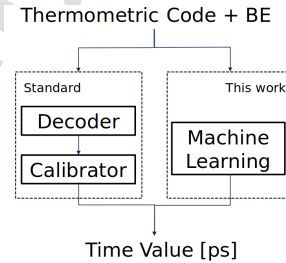 Thermometric Code + BE
Standard
This work
Decoder
Machine
Learning
Calibrator
Time Value [ps]